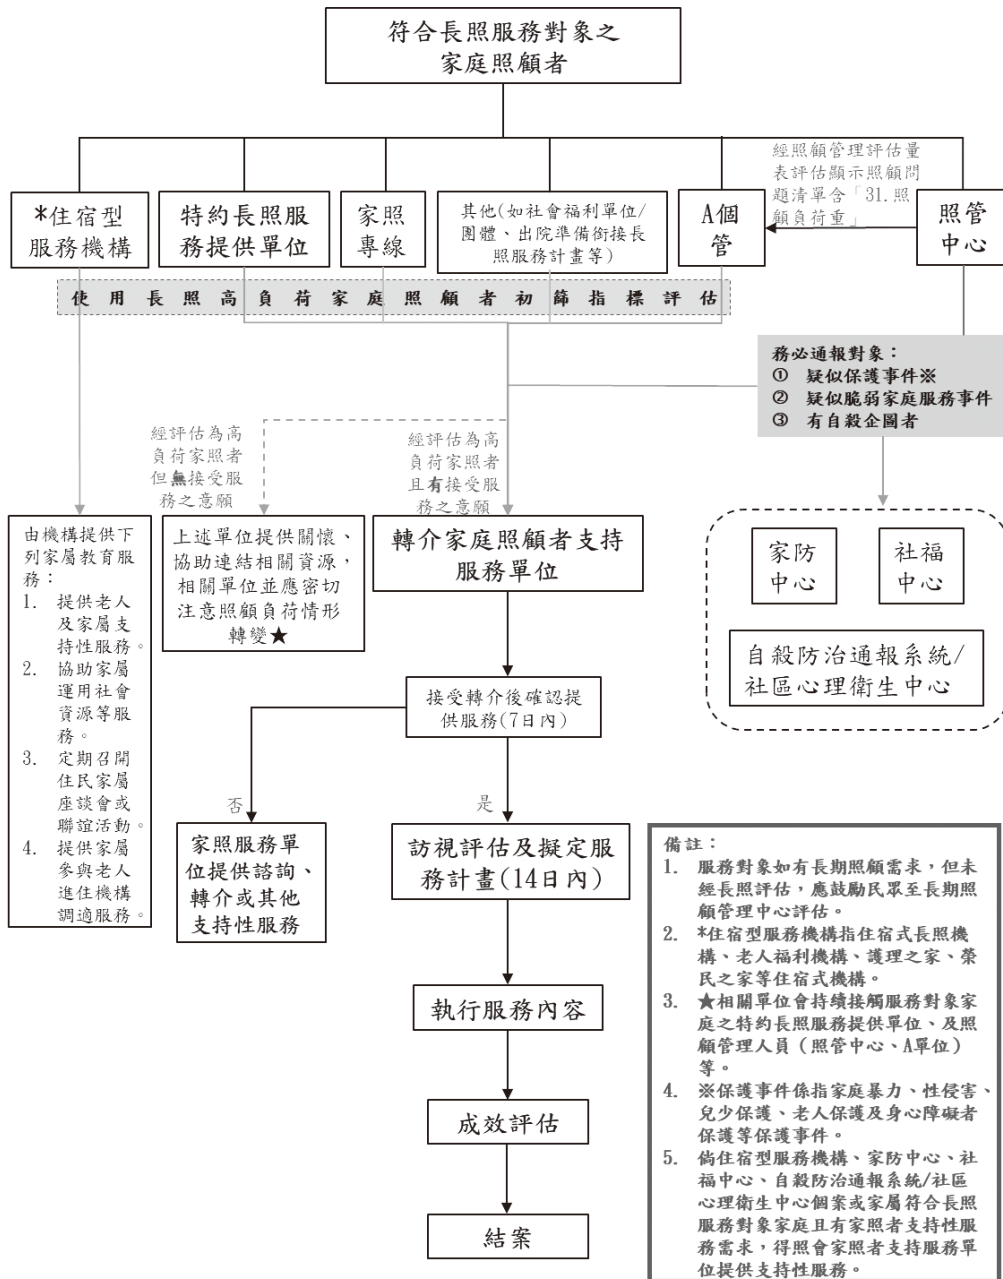 符合長照服務對象之
家庭照顧者
經照顧管理評估量
表評估顯示照顧問
題清單含「31.照
顧負荷重」
*住宿型
服務機構
特約長照服
務提供單位
家照
專線
其他(如社會福利單位/
團體、出院準備銜接長
照服務計畫等)
A個
管
照管
中心
使用長照高負荷家庭照顧者初篩指標評估
務必通報對象：
① 疑似保護事件※
② 疑似脆弱家庭服務事件
③ 有自殺企圖者
經評估為高
負荷家照者
但無接受服
務之意願
經評估為高
負荷家照者
且有接受服
務之意願
由機構提供下
列家屬教育服
務：
1. 提供老人
及家屬支
持性服務。
2. 協助家屬
運用社會
資源等服
務。
3. 定期召開
住民家屬
座談會或
聯誼活動。
4. 提供家屬
參與老人
進住機構
調適服務。
上述單位提供關懷、
協助連結相關資源，
相關單位並應密切
注意照顧負荷情形
轉變★
轉介家庭照顧者支持
服務單位
家防
中心
社福
中心
自殺防治通報系統/
社區心理衛生中心
接受轉介後確認提
供服務(7日內)
否
是
家照服務單
位提供諮詢、
轉介或其他
支持性服務
訪視評估及擬定服
務計畫(14日內)
執行服務內容
成效評估
結案
備註：
1. 服務對象如有長期照顧需求，但未
經長照評估，應鼓勵民眾至長期照
顧管理中心評估。
2. *住宿型服務機構指住宿式長照機
構、老人福利機構、護理之家、榮
民之家等住宿式機構。
3. ★相關單位會持續接觸服務對象家
庭之特約長照服務提供單位、及照
顧管理人員（照管中心、A單位）
等。
4. ※保護事件係指家庭暴力、性侵害、
兒少保護、老人保護及身心障礙者
保護等保護事件。
5. 倘住宿型服務機構、家防中心、社
福中心、自殺防治通報系統/社區
心理衛生中心個案或家屬符合長照
服務對象家庭且有家照者支持性服
務需求，得照會家照者支持服務單
位提供支持性服務。